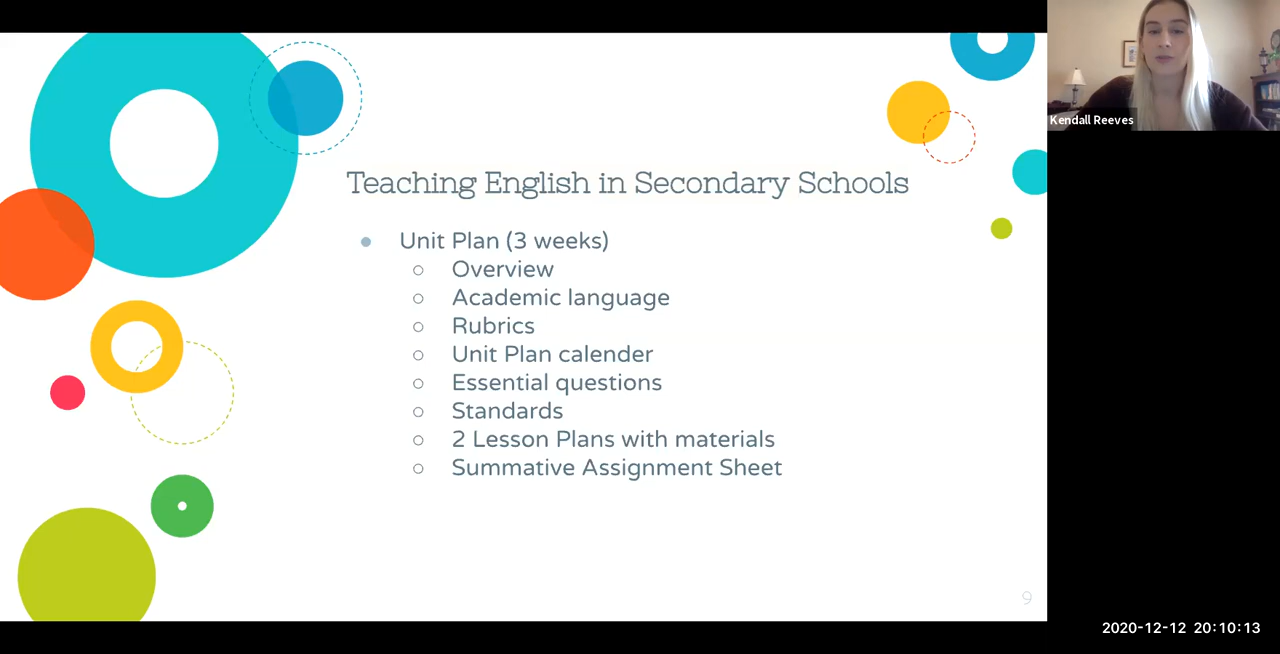 Kendall Reeves
Teaching English in Secondary Schools
Unit Plan (3 weeks)
Overview
Academic language
Rubrics
Unit Plan calender
Essential questions
Standards
2 Lesson Plans with materials
Summative Assignment Sheet
9
2020-12-12 20:10:13